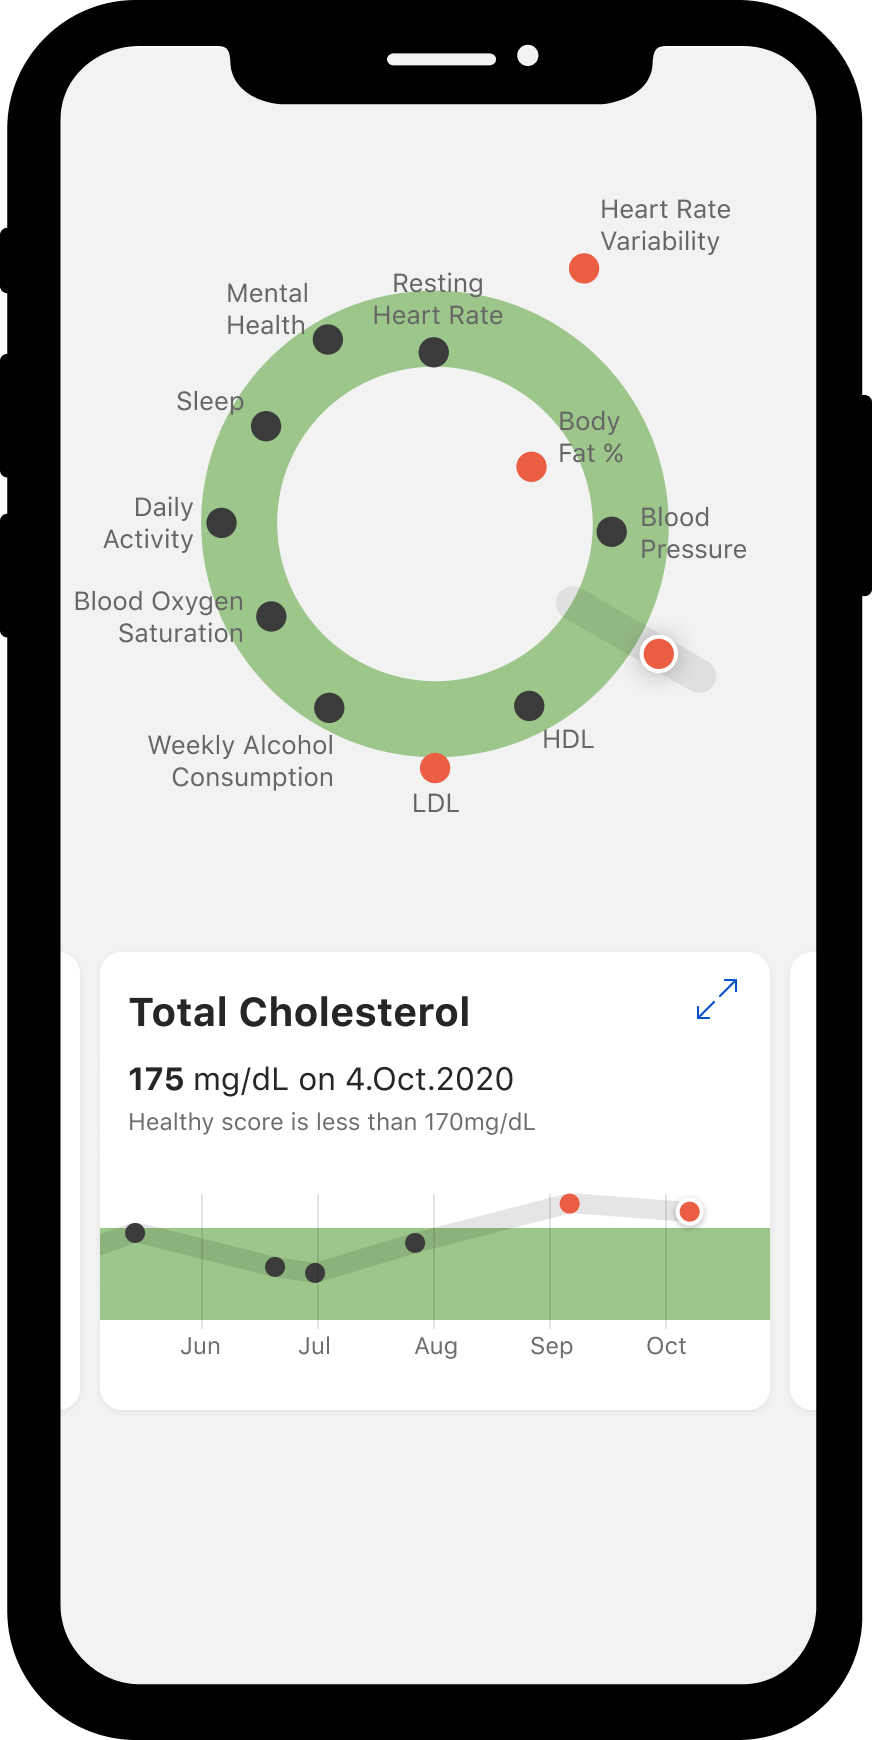 Heart Rate
Variability
Resting
Heart Rate
Mental
Health
Sleep
Body
Fat %
Daily
Activity
Blood
Pressure
Blood Oxygen
Saturation
HDL
Weekly Alcohol
Consumption
LDL
Total Cholesterol
175 mg/dL on 4.Oct.2020
Healthy score is less than 170mg/dL
Jun Jul Aug Sep Oct